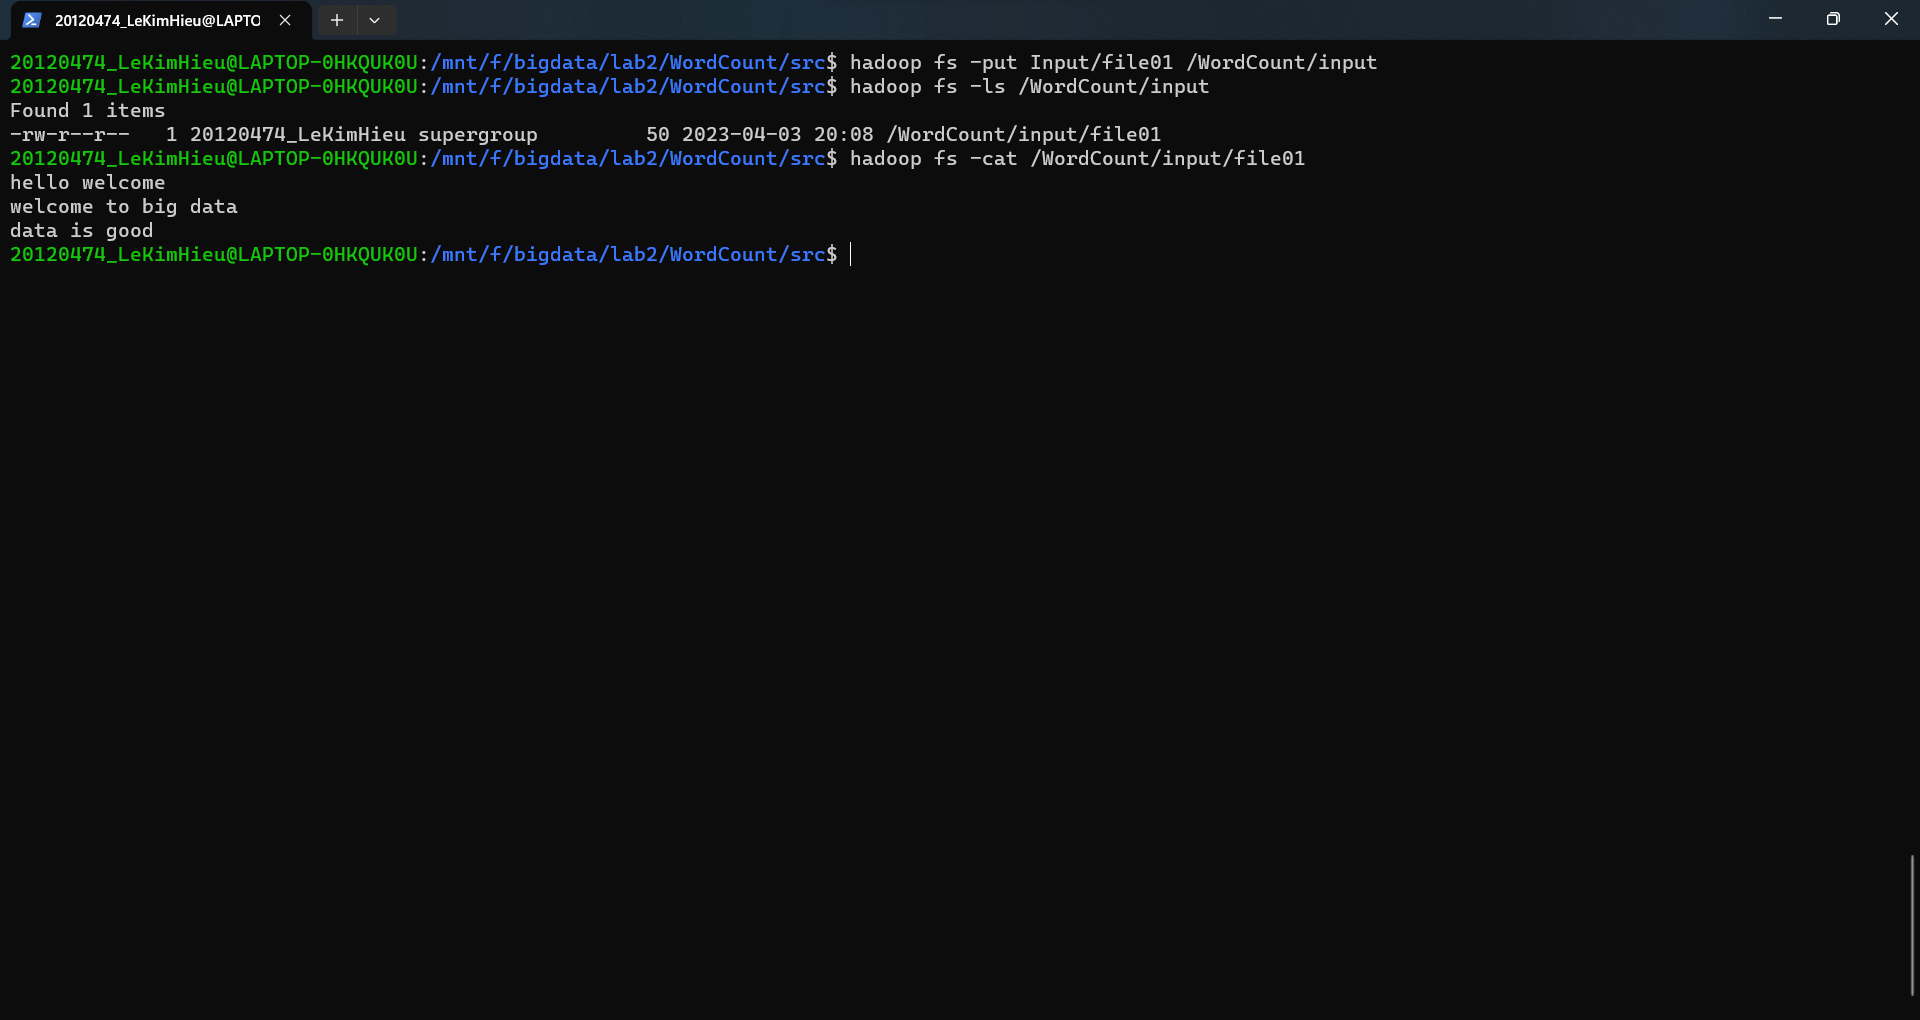 20120474_LeKimHieu@LAPTO
20120474_LeKimHieu@LAPTOP-0HKQUK0U:/mnt/f/bigdata/lab2/WordCount/src$ hadoop fs -put Input/file01 /WordCount/input
20120474_LeKimHieu@LAPTOP-0HKQUK0U:/mnt/f/bigdata/lab2/WordCount/src$ hadoop fs -ls /WordCount/input
Found 1 items
-rw-r--r--   1 20120474_LeKimHieu supergroup         50 2023-04-03 20:08 /WordCount/input/file01
20120474_LeKimHieu@LAPTOP-0HKQUK0U:/mnt/f/bigdata/lab2/WordCount/src$ hadoop fs -cat /WordCount/input/file01
hello welcome
welcome to big data
data is good
20120474_LeKimHieu@LAPTOP-0HKQUK0U:/mnt/f/bigdata/lab2/WordCount/src$